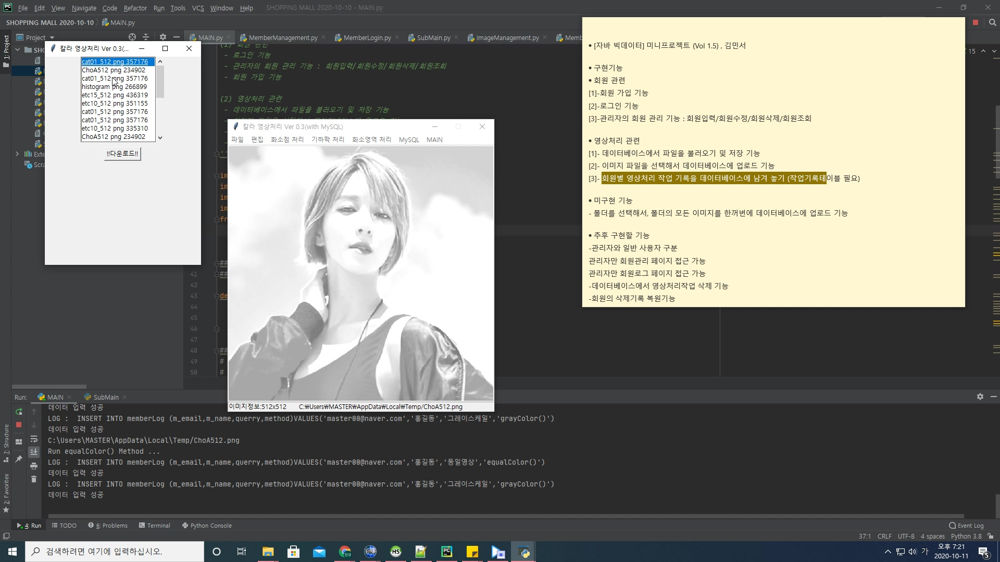 File Edit View Navigate Code Refactor Run Tools VCS Window Help SHOPPING MALL 2020-10-10 - MAIN.py
SHOPPING MALL 2020-10-10 MAIN.py
1: Project
Project
MAIN.py MemberManagement.py MemberLogin.py SubMain.py ImageManagement.py Memb
칼라 영상처리 Ver 0.3(...
cat01_512 png 357176
ChoA512 png 234902
cat01_512 png 357176
histogram png 266899
etc15_512 png 436319
etc10_512 png 351155
cat01_512 png 357176
cat01_512 png 357176
etc10_512 png 335310
ChoA512 png 234902
!!다운로드!!
SHO
Exte
Scra
(1) 회원 관련
- 로그인 기능
- 관리자의 회원 관리 기능 : 회원입력/회원수정/회원삭제/회원조회
- 회원 가입 기능
(2) 영상처리 관련
- 데이터베이스에서 파일을 불러오기 및 저장 기능
im
im
im
im
fro
##
41 ##
42
43 de
44
45
46
47
48 ##
49 #
50 #
칼라 영상처리 Ver 0.3(with MySQL)
파일 편집 화소점 처리 기하학 처리 화소영역 처리 MySQL MAIN
이미지정보:512x512 C:₩Users₩MASTER₩AppData₩Local₩Temp/ChoA512.png
15
• [자바 빅데이터] 미니프로젝트 (Vol 1.5) , 김민서
• 구현기능
• 회원 관련
[1]-회원 가입 기능
[2]-로그인 기능
[3]-관리자의 회원 관리 기능 : 회원입력/회원수정/회원삭제/회원조회
• 영상처리 관련
[1]- 데이터베이스에서 파일을 불러오기 및 저장 기능
[2]- 이미지 파일을 선택해서 데이터베이스에 업로드 기능
[3]- 회원별 영상처리 작업 기록을 데이터베이스에 남겨 놓기 (작업기록테이블 필요)
• 미구현 기능
- 폴더를 선택해서, 폴더의 모든 이미지를 한꺼번에 데이터베이스에 업로드 기능
• 추후 구현할 기능
-관리자와 일반 사용자 구분
관리자만 회원관리 페이지 접근 가능
관리자만 회원로그 페이지 접근 가능
-데이터베이스에서 영상처리작업 삭제 기능
-회원의 삭제기록 복원기능
Run: MAIN SubMain
데이터 입력 성공
LOG :  INSERT INTO memberLog (m_email,m_name,querry,method)VALUES('master00@naver.com','홍길동','그레이스케일','grayColor()')
데이터 입력 성공
C:\Users\MASTER\AppData\Local\Temp/ChoA512.png
Run equalColor() Method ...
LOG :  INSERT INTO memberLog (m_email,m_name,querry,method)VALUES('master00@naver.com','홍길동','동일영상','equalColor()')
데이터 입력 성공
LOG :  INSERT INTO memberLog (m_email,m_name,querry,method)VALUES('master00@naver.com','홍길동','그레이스케일','grayColor()')
데이터 입력 성공
7: Structure
2: Favorites
4: Run TODO 6: Problems Terminal Python Console Event Log
37:1 CRLF UTF-8 4 spaces Python 3.8
검색하려면 여기에 입력하십시오.
가 오후 7:21
2020-10-11
5